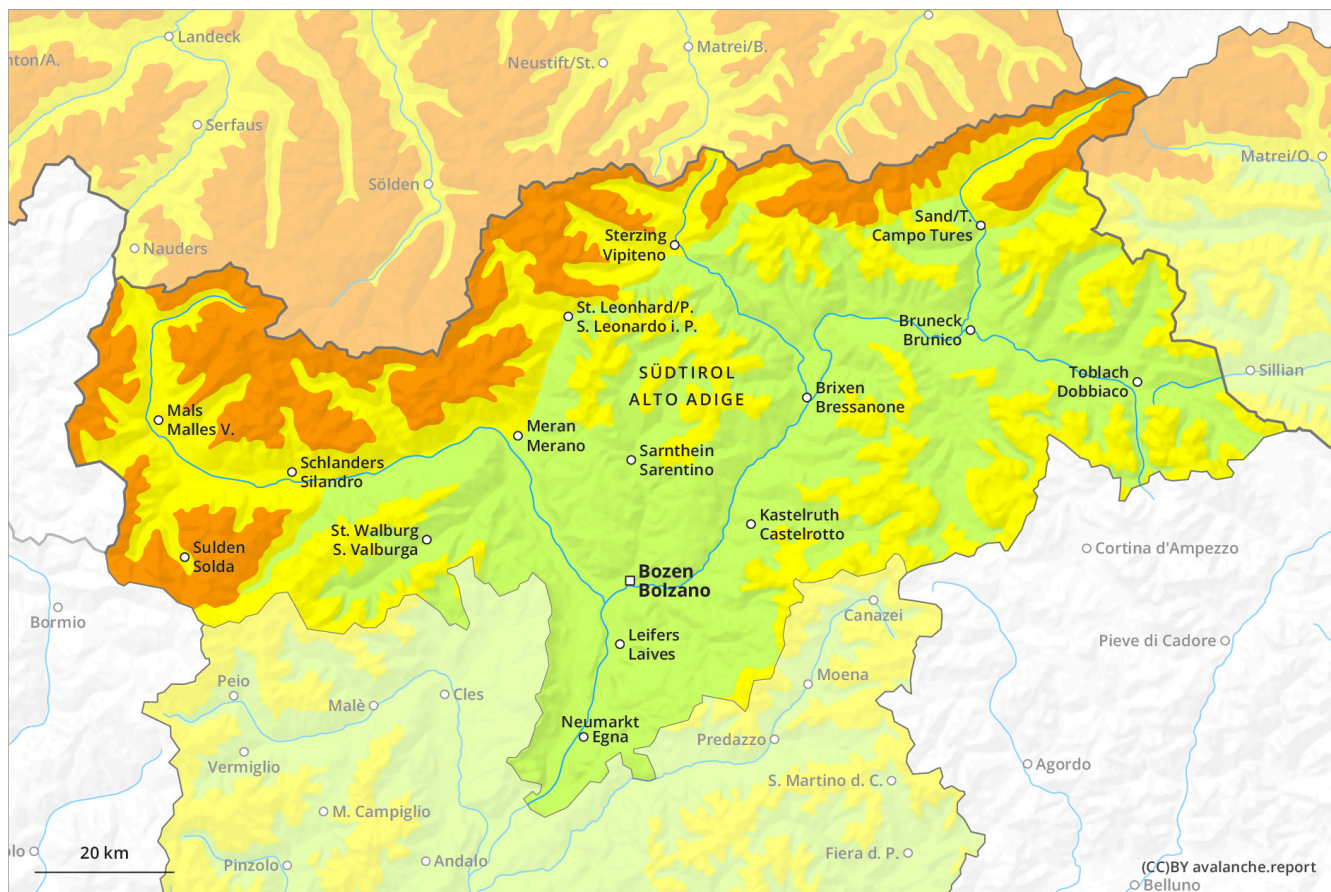 Landeck
Matrei/B.
nton/A.
Neustift/St.
Serfaus
Matrei/O.
Sölden
Nauders
Sterzing
Vipiteno
Sand/T.
Campo Tures
St. Leonhard/P.
S. Leonardo i. P.
Bruneck
Brunico
SÜDTIROL
ALTO ADIGE
Toblach
Dobbiaco
Sillian
Brixen
Bressanone
Mals
Malles V.
Meran
Merano
Sarnthein
Sarentino
Schlanders
Silandro
Kastelruth
Castelrotto
St. Walburg
S. Valburga
Sulden
Solda
Cortina d'Ampezzo
Bozen
Bolzano
Bormio
Canazei
Leifers
Laives
Pieve di Cadore
Peio
Moena
Malè
Cles
Neumarkt
Egna
Predazzo
Vermiglio
Agordo
S. Martino d. C.
M. Campiglio
olo
20 km
Pinzolo
Andalo
Fiera d. P.
(CC)BY avalanche.report
Belluno